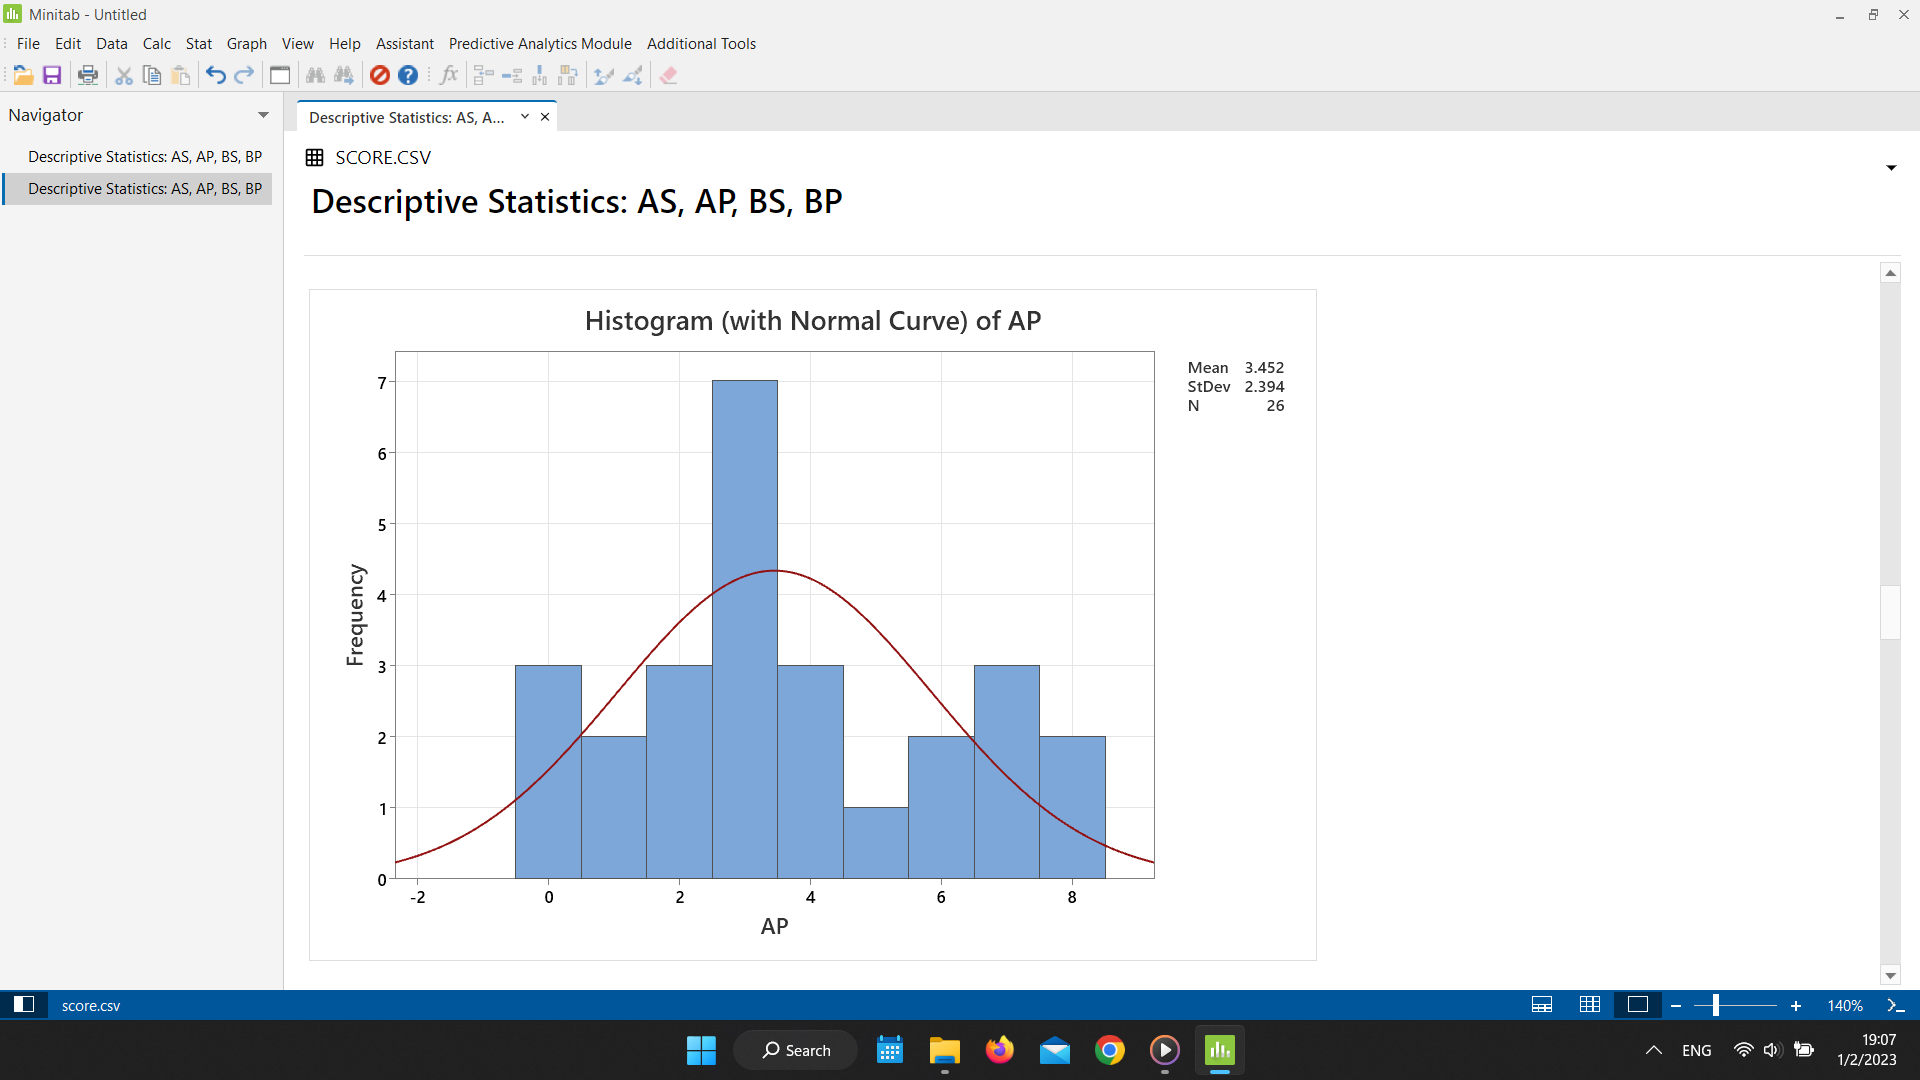 Minitab - Untitled
File Edit Data Calc Stat Graph View Help Assistant Predictive Analytics Module Additional Tools
Navigator
Descriptive Statistics: AS, AP, BS, BP
Descriptive Statistics: AS, AP, BS, BP
Descriptive Statistics: AS, A...
SCORE.CSV
Descriptive Statistics: AS, AP, BS, BP
Histogram (with Normal Curve) of AP
Mean 3.452
StDev 2.394
N 26
7
6
5
4
3
2
1
0
Frequency
-2 0 2 4 6 8
AP
score.csv
140%
Search
ENG
19:07
1/2/2023